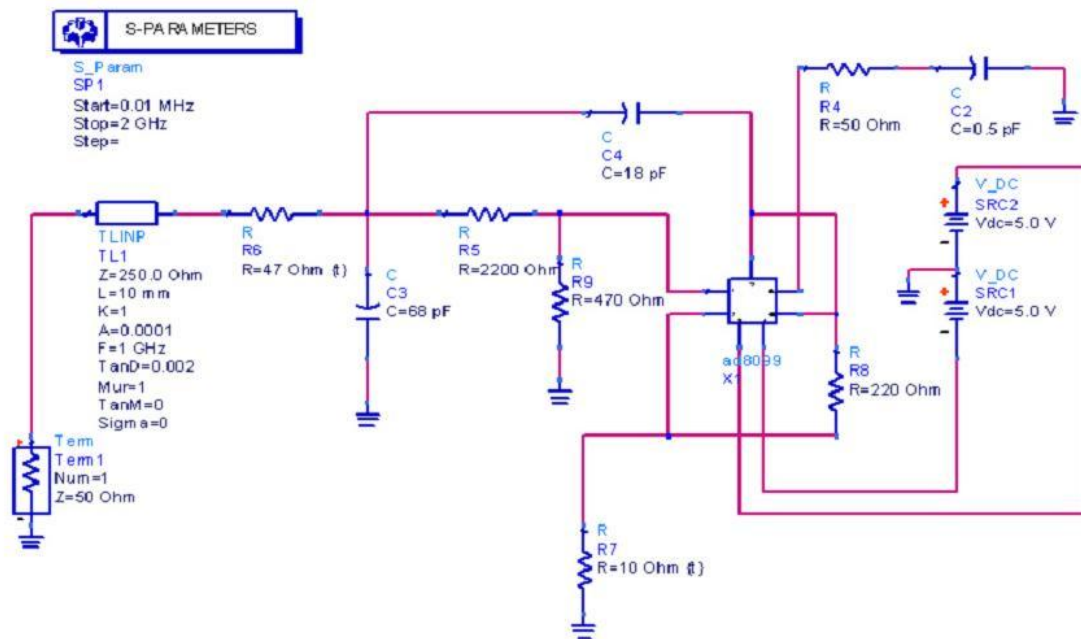 S-PARAMETERS
S_Param
SP1
Start=0.01 MHz
Stop=2 GHz
Step=
R
R4
R=50 Ohm
C
C2
C=0.5 pF
C
C4
C=18 pF
V_DC
SRC2
Vdc=5.0 V
+
-
V_DC
SRC1
Vdc=5.0 V
+
-
TLINP
TL1
Z=250.0 Ohm
L=10 mm
K=1
A=0.0001
F=1 GHz
TanD=0.002
Mur=1
TanM=0
Sigma=0
R
R6
R=47 Ohm {t}
R
R5
R=2200 Ohm
C
C3
C=68 pF
R
R9
R=470 Ohm
ad8099
X1
R
R8
R=220 Ohm
+
Term
Term1
Num=1
Z=50 Ohm
-
R
R7
R=10 Ohm {t}